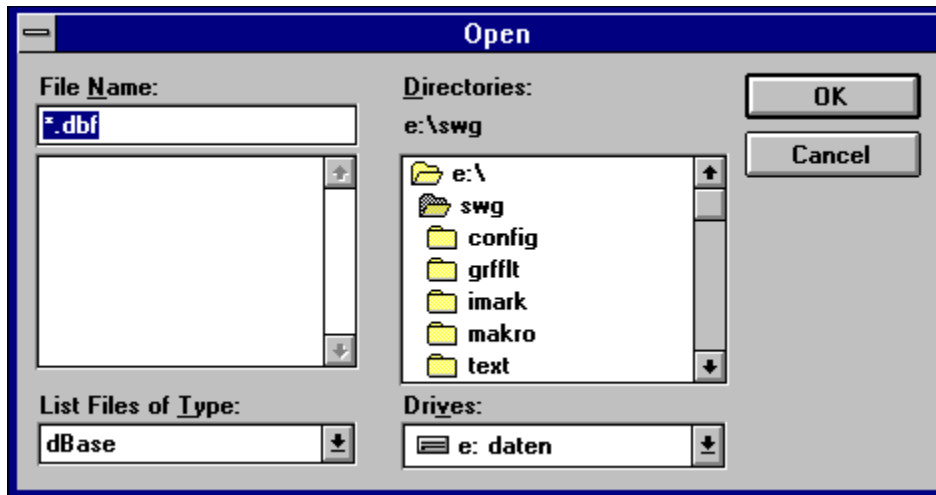 Open
File Name:
*.dbf
List Files of Type:
dBase
Directories:
e:\swg
e:\
swg
config
grfflt
imark
makro
text
Drives:
e: daten
OK
Cancel